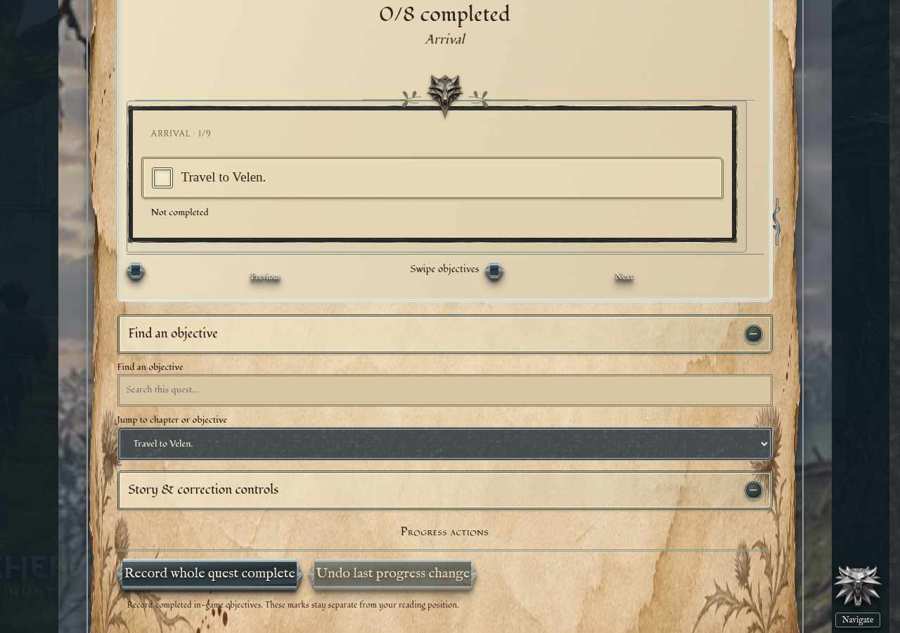 0/8 completed
Arrival
ARRIVAL · 1/9
Travel to Velen.
Not completed
Previous
Swipe objectives
Next
Find an objective
Find an objective
Search this quest...
Jump to chapter or objective
Travel to Velen.
Story & correction controls
Progress actions
Record whole quest complete
Undo last progress change
Record completed in-game objectives. These marks stay separate from your reading position.
Navigate